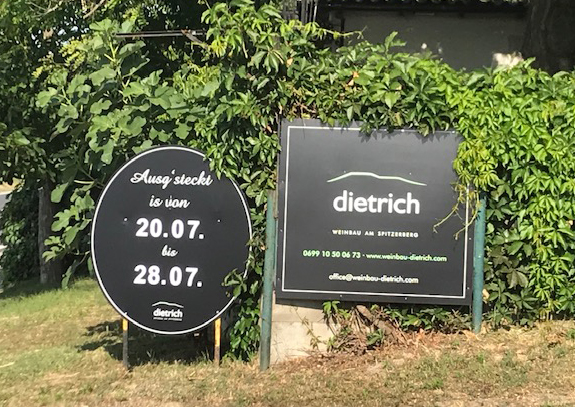 Ausg'steckt
is von
20.07.
bis
28.07.
dietrich
dietrich
WEINBAU AM SPITZERBERG
0699 10 50 06 73 · www.weinbau-dietrich.com
office@weinbau-dietrich.com